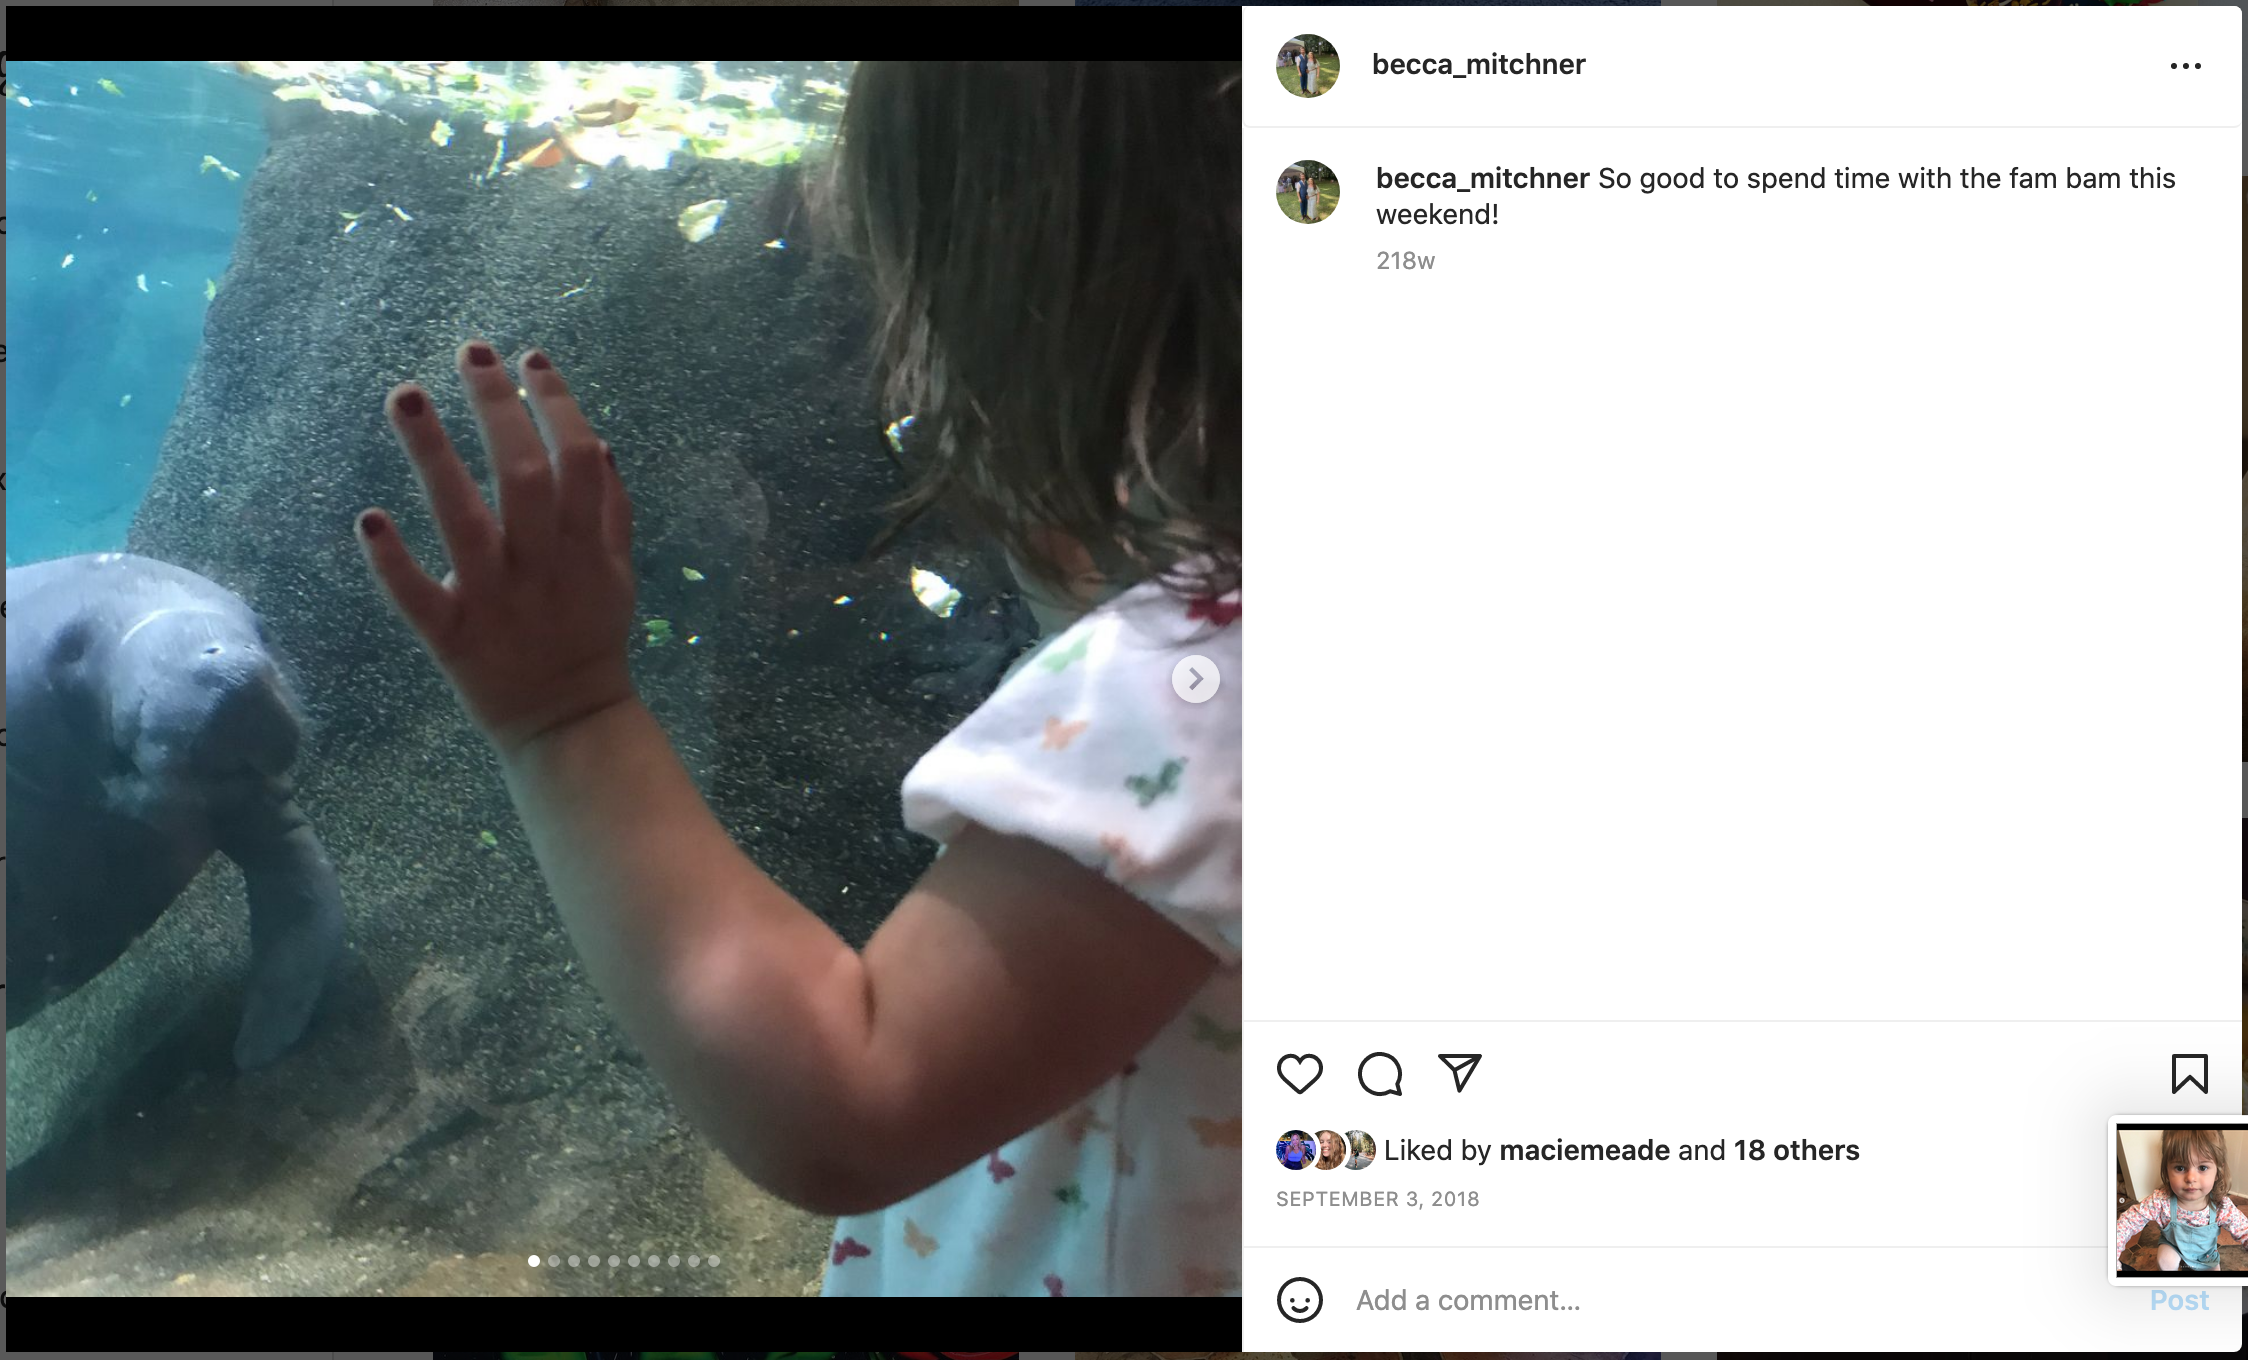 becca_mitchner
becca_mitchner So good to spend time with the fam bam this
weekend!
218w
Liked by maciemeade and 18 others
SEPTEMBER 3, 2018
Add a comment...
Post